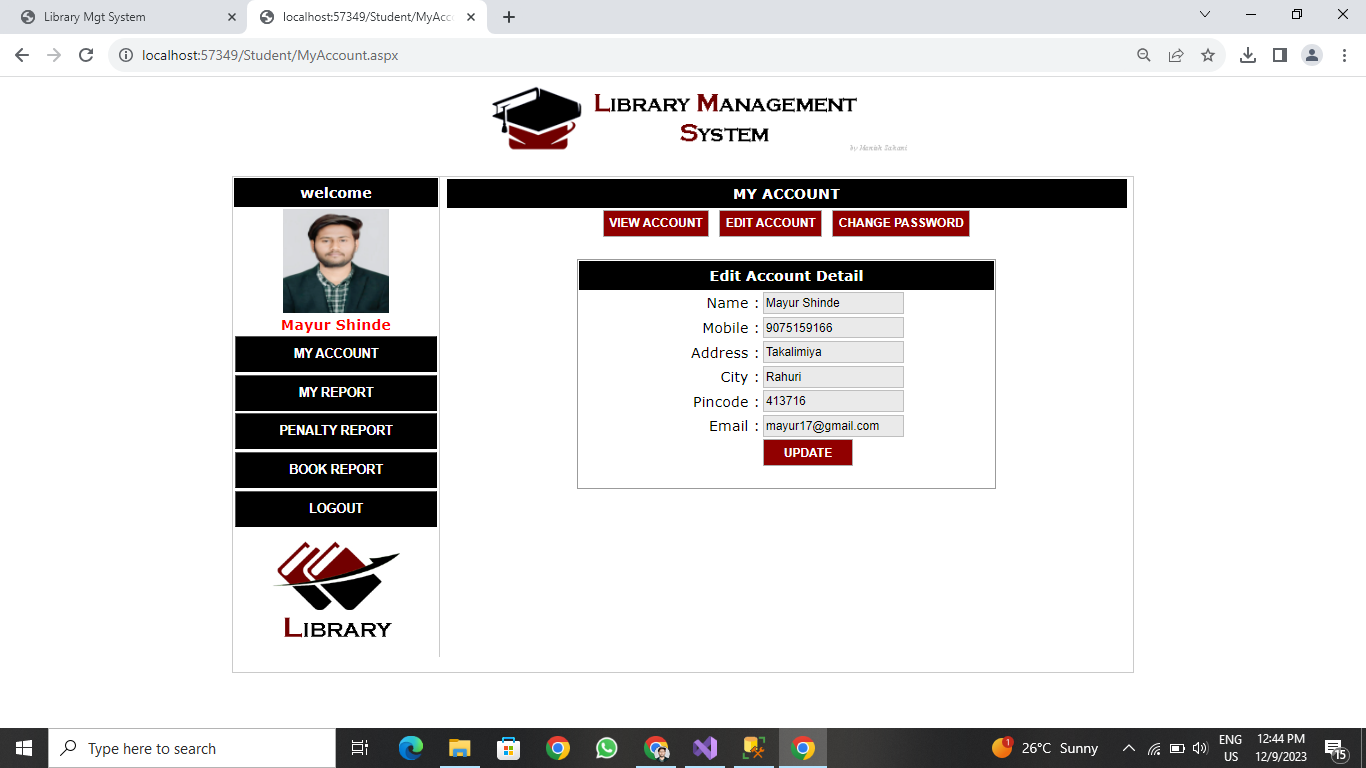 Library Mgt System
localhost:57349/Student/MyAcc
localhost:57349/Student/MyAccount.aspx
LIBRARY MANAGEMENT
SYSTEM
welcome
Mayur Shinde
MY ACCOUNT
MY REPORT
PENALTY REPORT
BOOK REPORT
LOGOUT
LIBRARY
MY ACCOUNT
VIEW ACCOUNT EDIT ACCOUNT CHANGE PASSWORD
Edit Account Detail
Name : Mayur Shinde
Mobile : 9075159166
Address : Takalimiya
City : Rahuri
Pincode : 413716
Email : mayur17@gmail.com
UPDATE
Type here to search
1
26°C Sunny
ENG
US
12:44 PM
12/9/2023
15